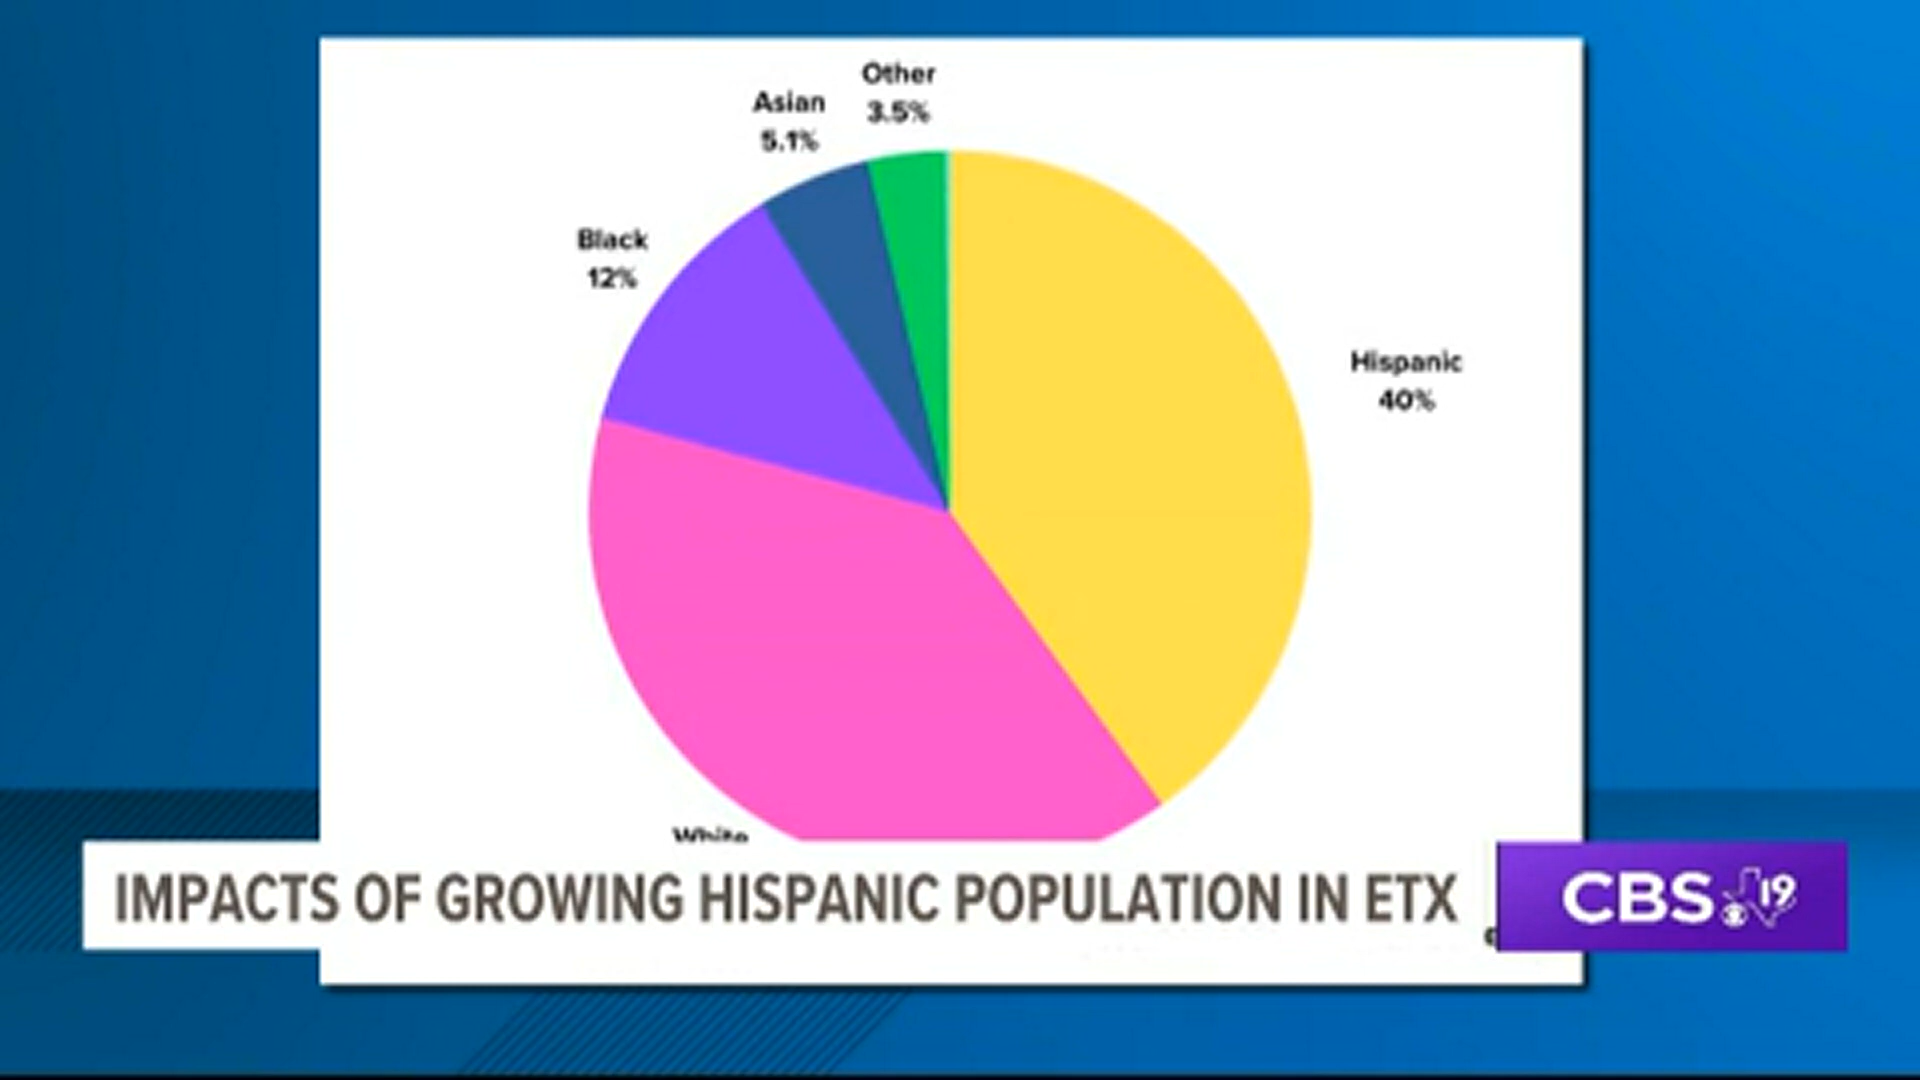 Other
3.5%
Asian
5.1%
Black
12%
Hispanic
40%
White
IMPACTS OF GROWING HISPANIC POPULATION IN ETX
CBS 19